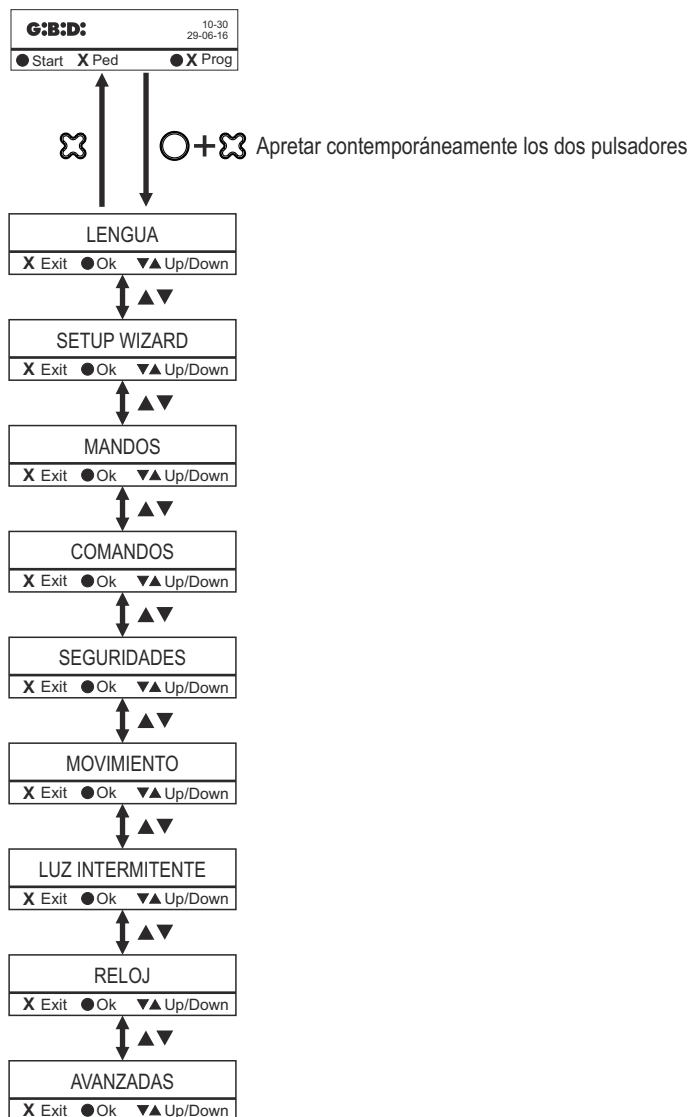 G:B:D: 10-30
29-06-16
● Start X Ped ● X Prog
Apretar contemporáneamente los dos pulsadores
LENGUA
X Exit ● Ok ▼▲ Up/Down
▲▼
SETUP WIZARD
X Exit ● Ok ▼▲ Up/Down
▲▼
MANDOS
X Exit ● Ok ▼▲ Up/Down
▲▼
COMANDOS
X Exit ● Ok ▼▲ Up/Down
▲▼
SEGURIDADES
X Exit ● Ok ▼▲ Up/Down
▲▼
MOVIMIENTO
X Exit ● Ok ▼▲ Up/Down
▲▼
LUZ INTERMITENTE
X Exit ● Ok ▼▲ Up/Down
▲▼
RELOJ
X Exit ● Ok ▼▲ Up/Down
▲▼
AVANZADAS
X Exit ● Ok ▼▲ Up/Down